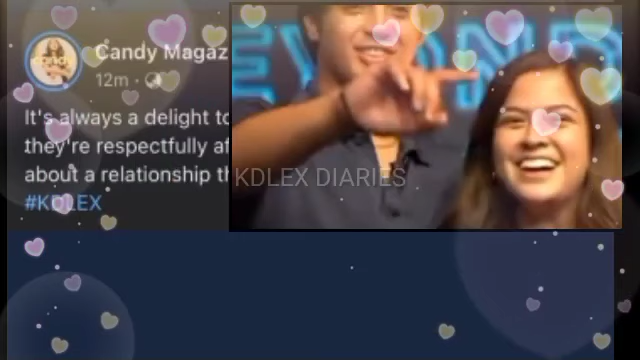 Candy Magaz
12m
It's always a delight to
they're respectfully af
about a relationship th
#KDLEX
KDLEX DIARIES